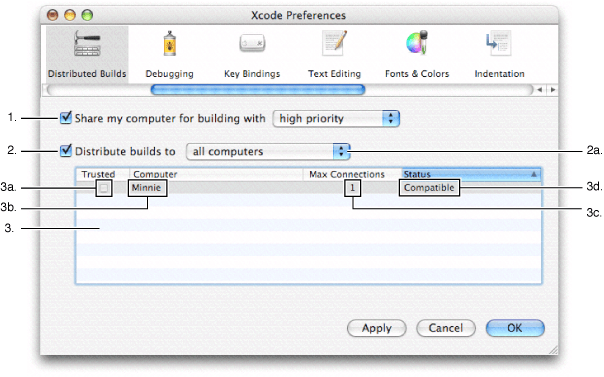 Xcode Preferences
Distributed Builds Debugging Key Bindings Text Editing Fonts & Colors Indentation
1. Share my computer for building with high priority
2. Distribute builds to all computers 2a.
Trusted Computer Max Connections Status
3a. Minnie 1 Compatible 3d.
3b. 3c.
3.
Apply Cancel OK